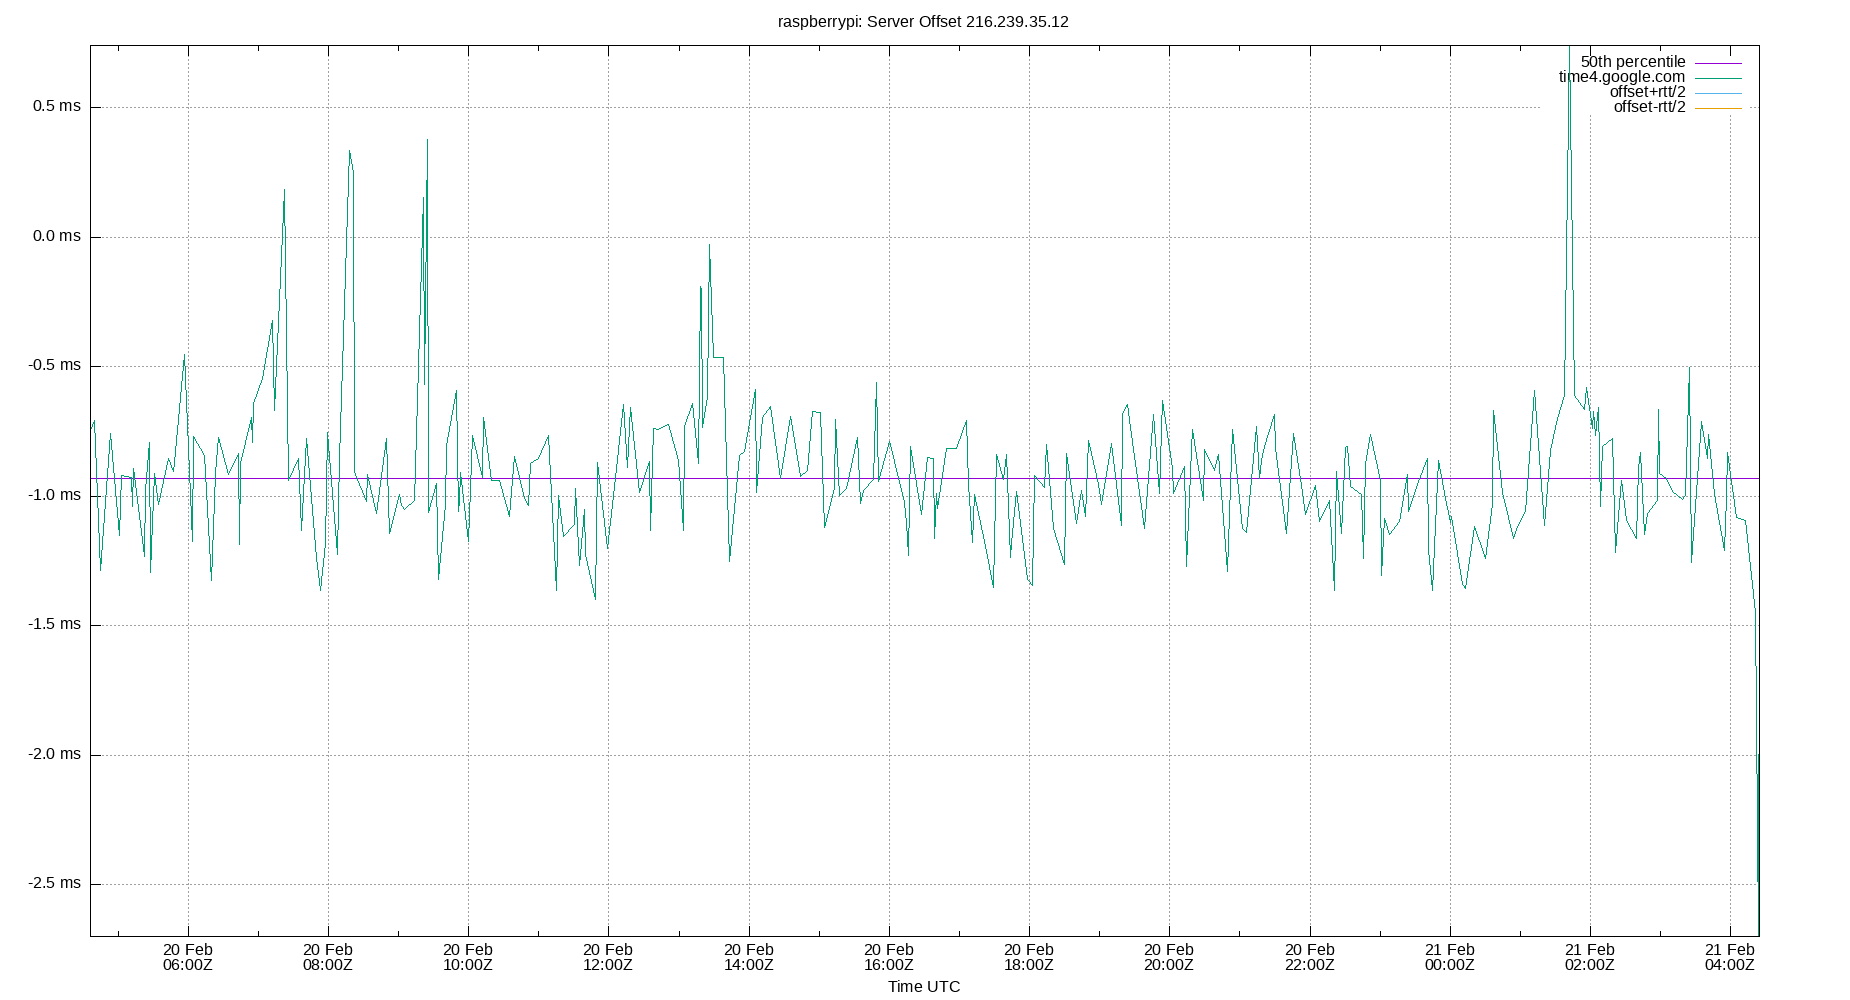 raspberrypi: Server Offset 216.239.35.12
50th percentile
time4.google.com
offset+rtt/2
offset-rtt/2
0.5 ms
0.0 ms
-0.5 ms
-1.0 ms
-1.5 ms
-2.0 ms
-2.5 ms
20 Feb 20 Feb 20 Feb 20 Feb 20 Feb 20 Feb 20 Feb 20 Feb 20 Feb 21 Feb 21 Feb 21 Feb
06:00Z 08:00Z 10:00Z 12:00Z 14:00Z 16:00Z 18:00Z 20:00Z 22:00Z 00:00Z 02:00Z 04:00Z
Time UTC